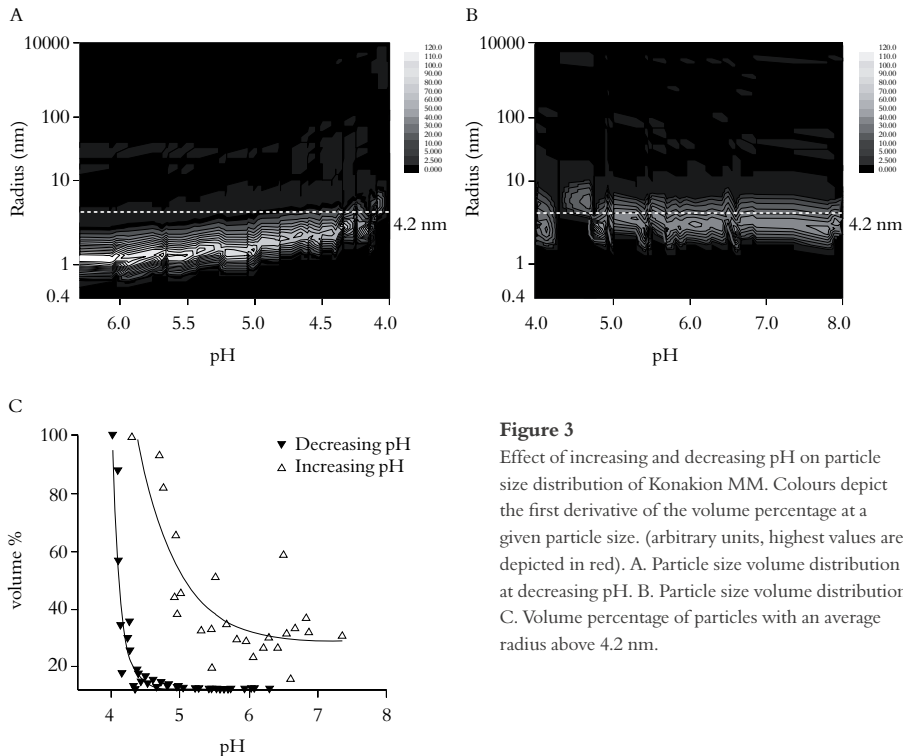 A
10000
100
10
1
0.4
Radius (nm)
6.0 5.5 5.0 4.5 4.0
pH
120.0
110.0
100.00
90.00
80.00
70.00
60.00
50.00
40.00
30.00
20.00
10.00
5.000
2.500
0.000
4.2 nm
B
10000
100
10
1
0.4
Radius (nm)
4.0 5.0 6.0 7.0 8.0
pH
120.0
110.0
100.00
90.00
80.00
70.00
60.00
50.00
40.00
30.00
20.00
10.00
5.000
2.500
0.000
4.2 nm
C
100
80
60
40
20
volume %
4 5 6 7 8
pH
▼ Decreasing pH
△ Increasing pH
Figure 3
Effect of increasing and decreasing pH on particle
size distribution of Konakion MM. Colours depict
the first derivative of the volume percentage at a
given particle size. (arbitrary units, highest values are
depicted in red). A. Particle size volume distribution
at decreasing pH. B. Particle size volume distribution
C. Volume percentage of particles with an average
radius above 4.2 nm.